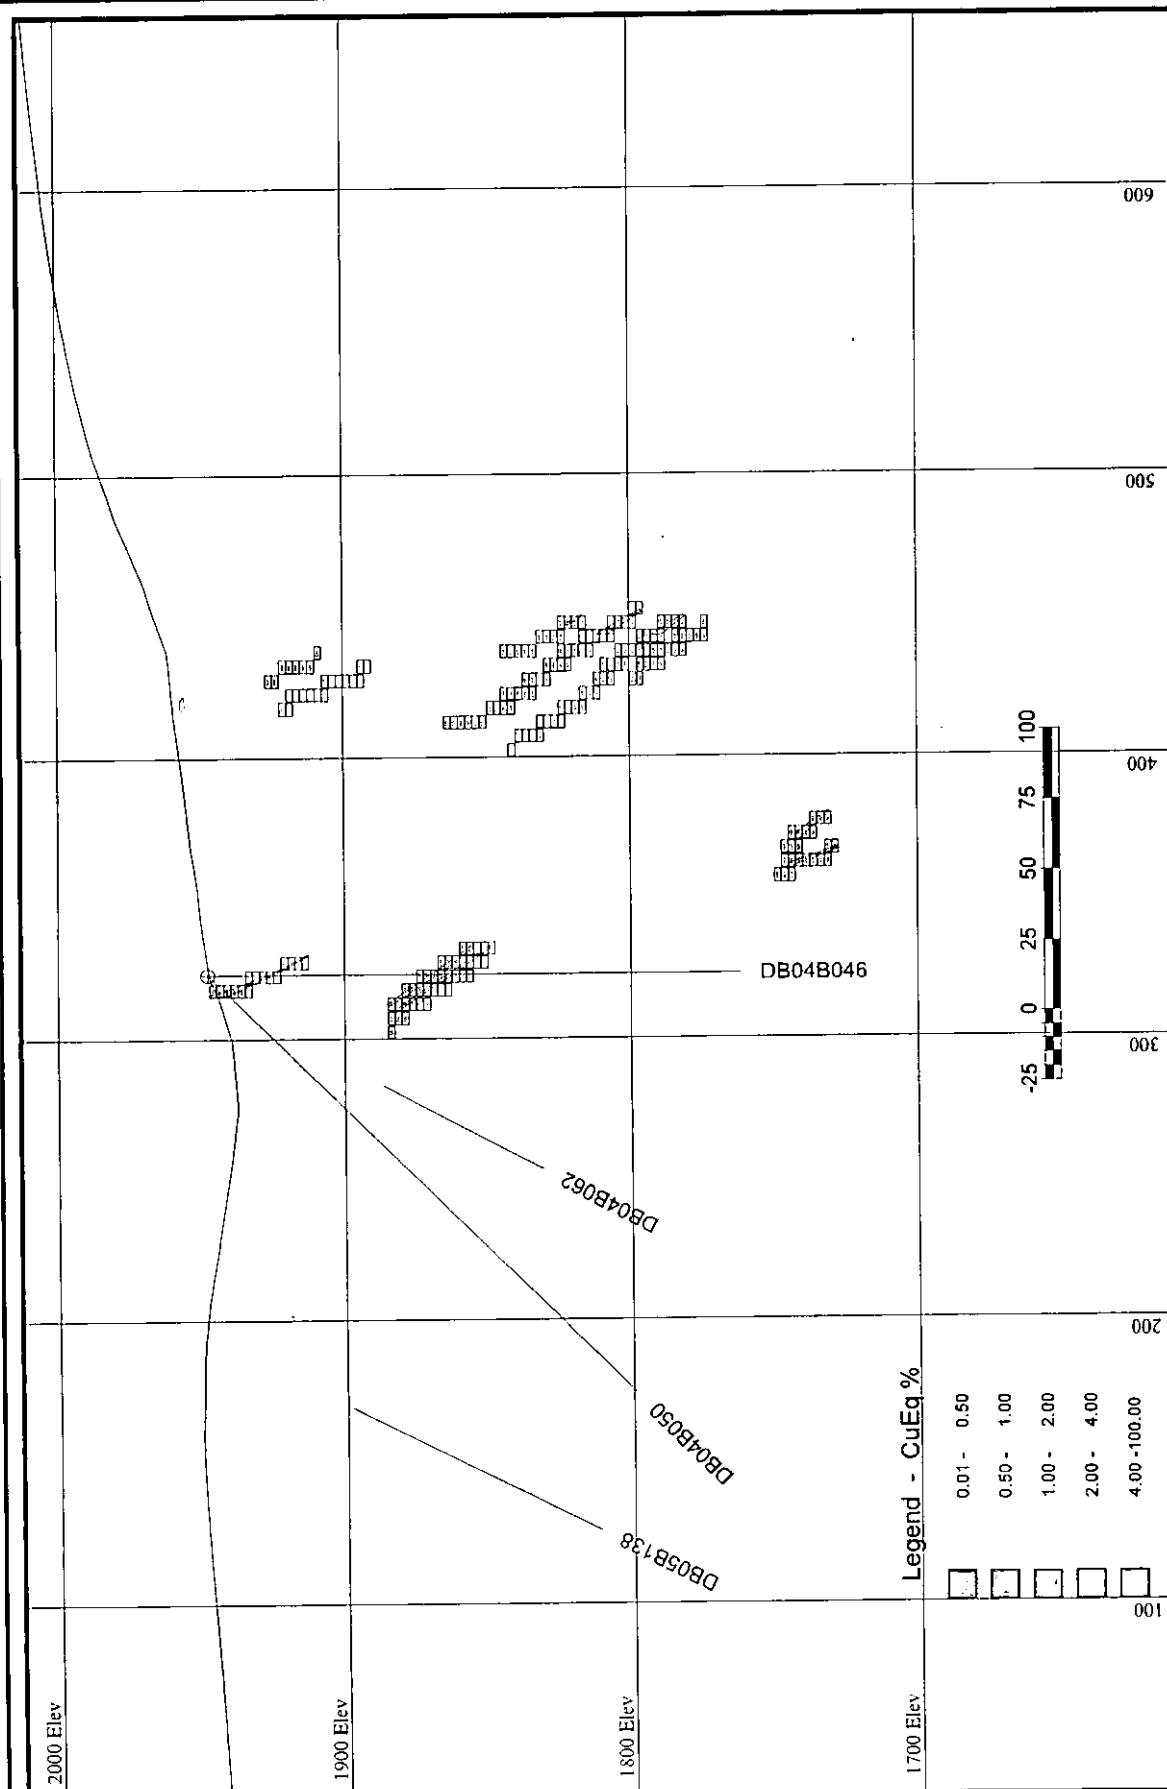 2000 Elev
1900 Elev
1800 Elev
1700 Elev
600
500
400
300
200
100
DB04B046
DB04B062
DB04B050
DB05B138
-25 0 25 50 75 100
Legend - CuEq %
0.01 - 0.50
0.50 - 1.00
1.00 - 2.00
2.00 - 4.00
4.00 -100.00